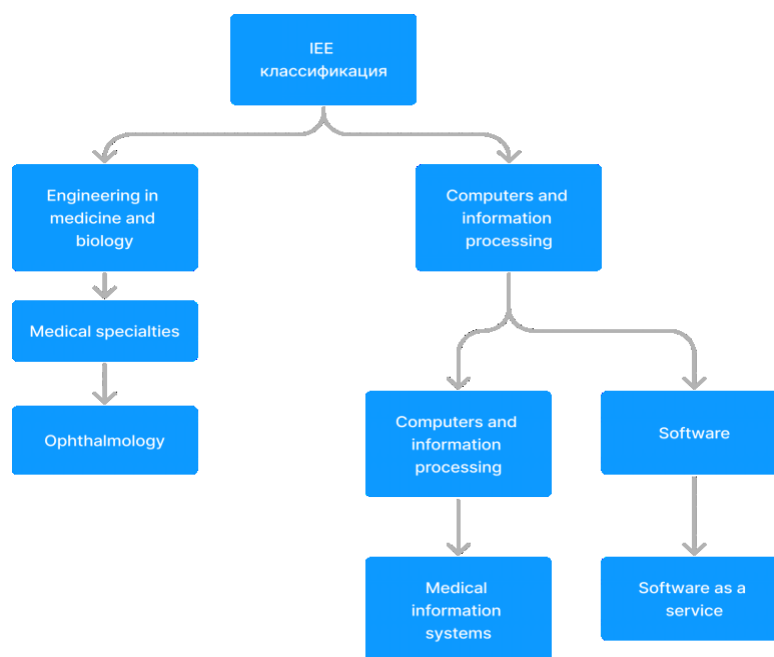 IEE
классификация
Engineering in
medicine and
biology
Computers and
information
processing
Medical specialties
Ophthalmology
Computers and
information
processing
Software
Medical
information
systems
Software as a
service